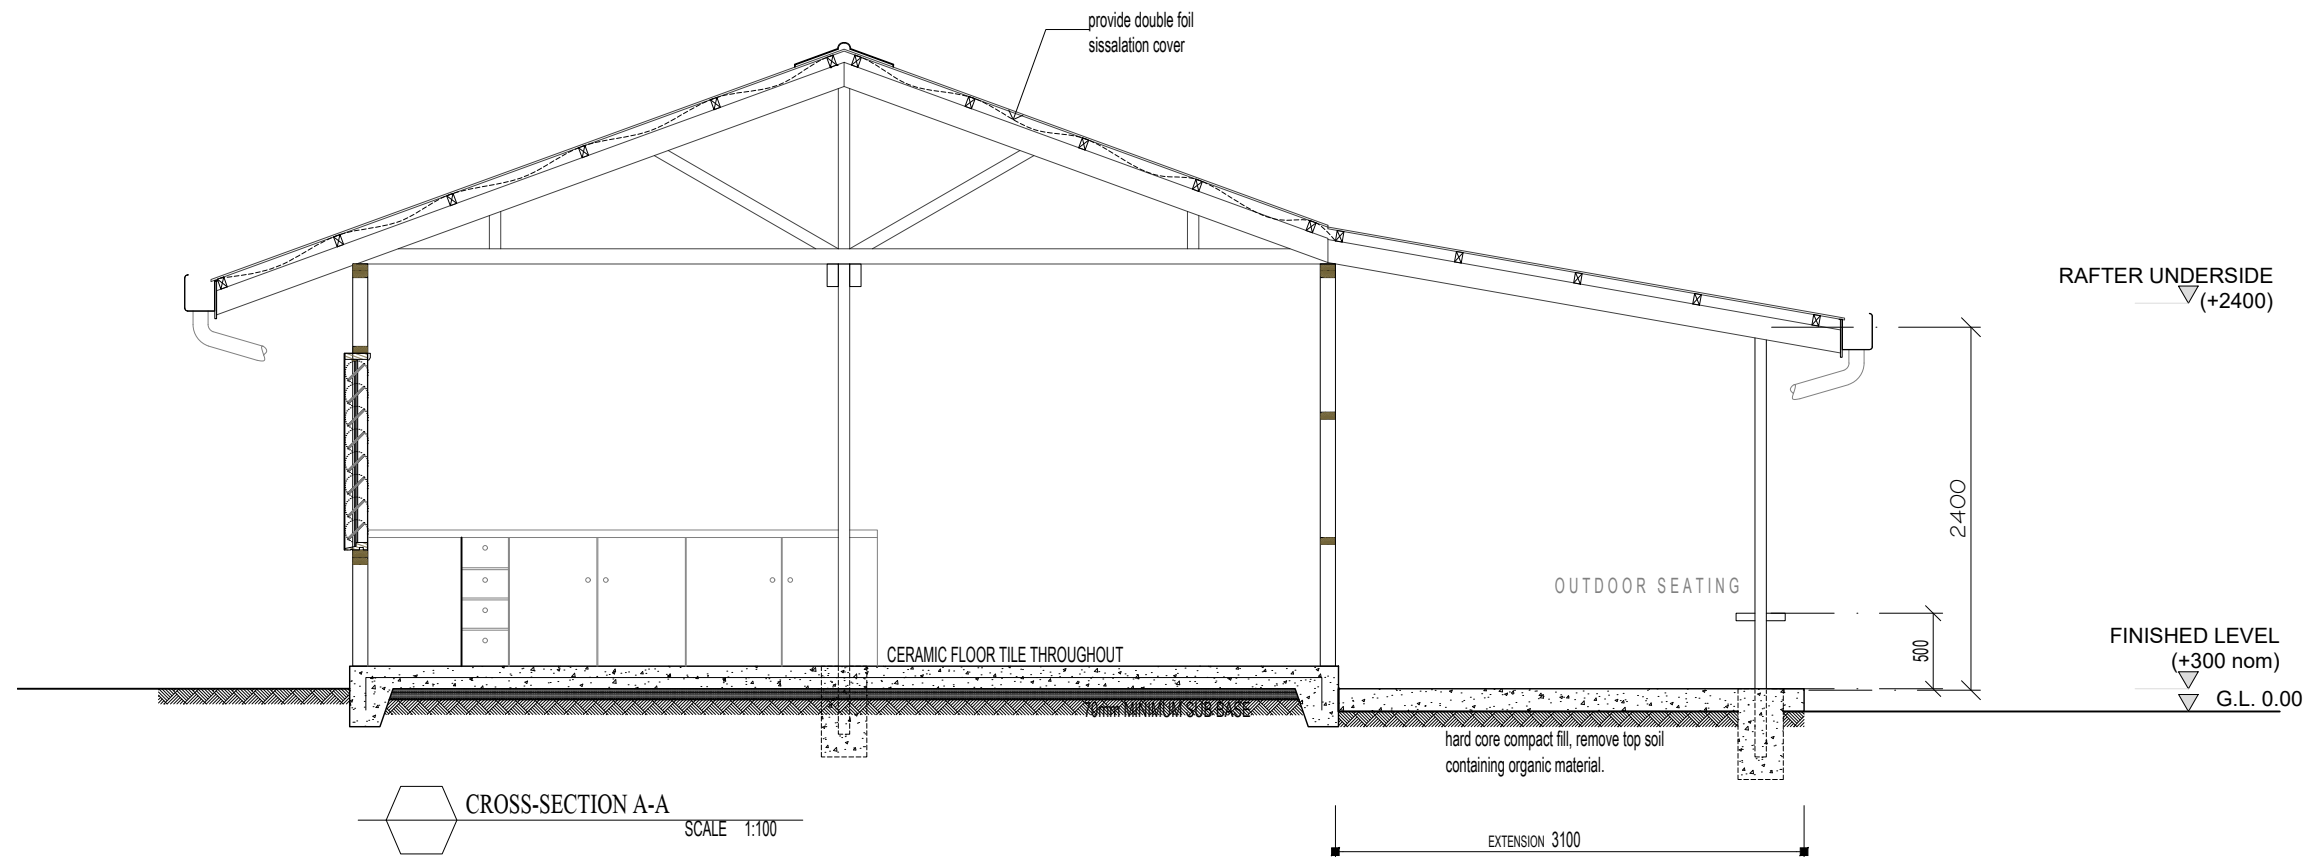 provide double foil
sissalation cover
RAFTER UNDERSIDE
(+2400)
2400
OUTDOOR SEATING
500
FINISHED LEVEL
(+300 nom)
G.L. 0.00
CERAMIC FLOOR TILE THROUGHOUT
70mm MINIMUM SUB BASE
hard core compact fill, remove top soil
containing organic material.
CROSS-SECTION A-A
SCALE 1:100
EXTENSION 3100